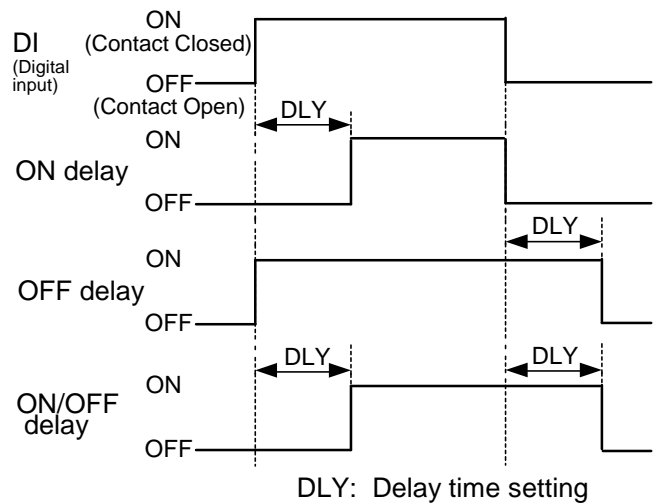 ON
DI (Contact Closed)
(Digital
input)
OFF
(Contact Open)
DLY
ON
ON delay
OFF
DLY
ON
OFF delay
OFF
DLY DLY
ON
ON/OFF
delay
OFF
DLY: Delay time setting